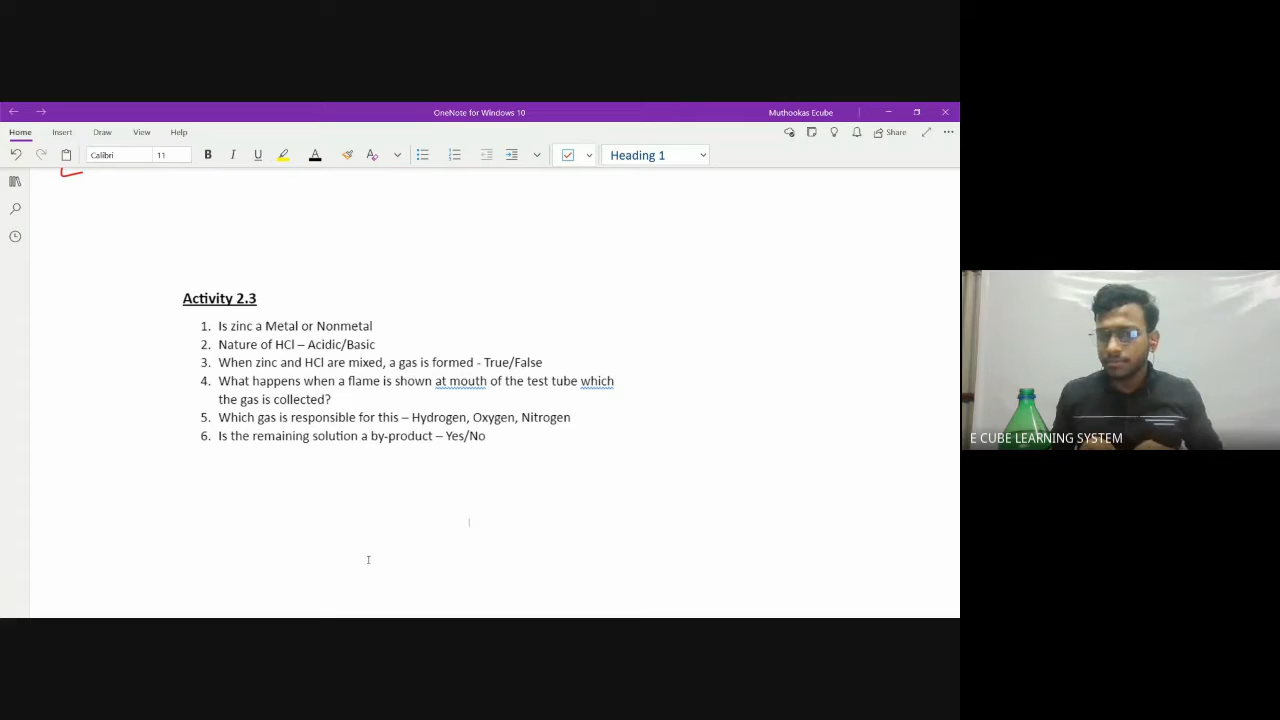 OneNote for Windows 10
Muthookas Ecube
Home Insert Draw View Help
Share
Calibri 11 B I U A A Heading 1
Activity 2.3
1. Is zinc a Metal or Nonmetal
2. Nature of HCl – Acidic/Basic
3. When zinc and HCl are mixed, a gas is formed - True/False
4. What happens when a flame is shown at mouth of the test tube which
the gas is collected?
5. Which gas is responsible for this – Hydrogen, Oxygen, Nitrogen
6. Is the remaining solution a by-product – Yes/No
E CUBE LEARNING SYSTEM